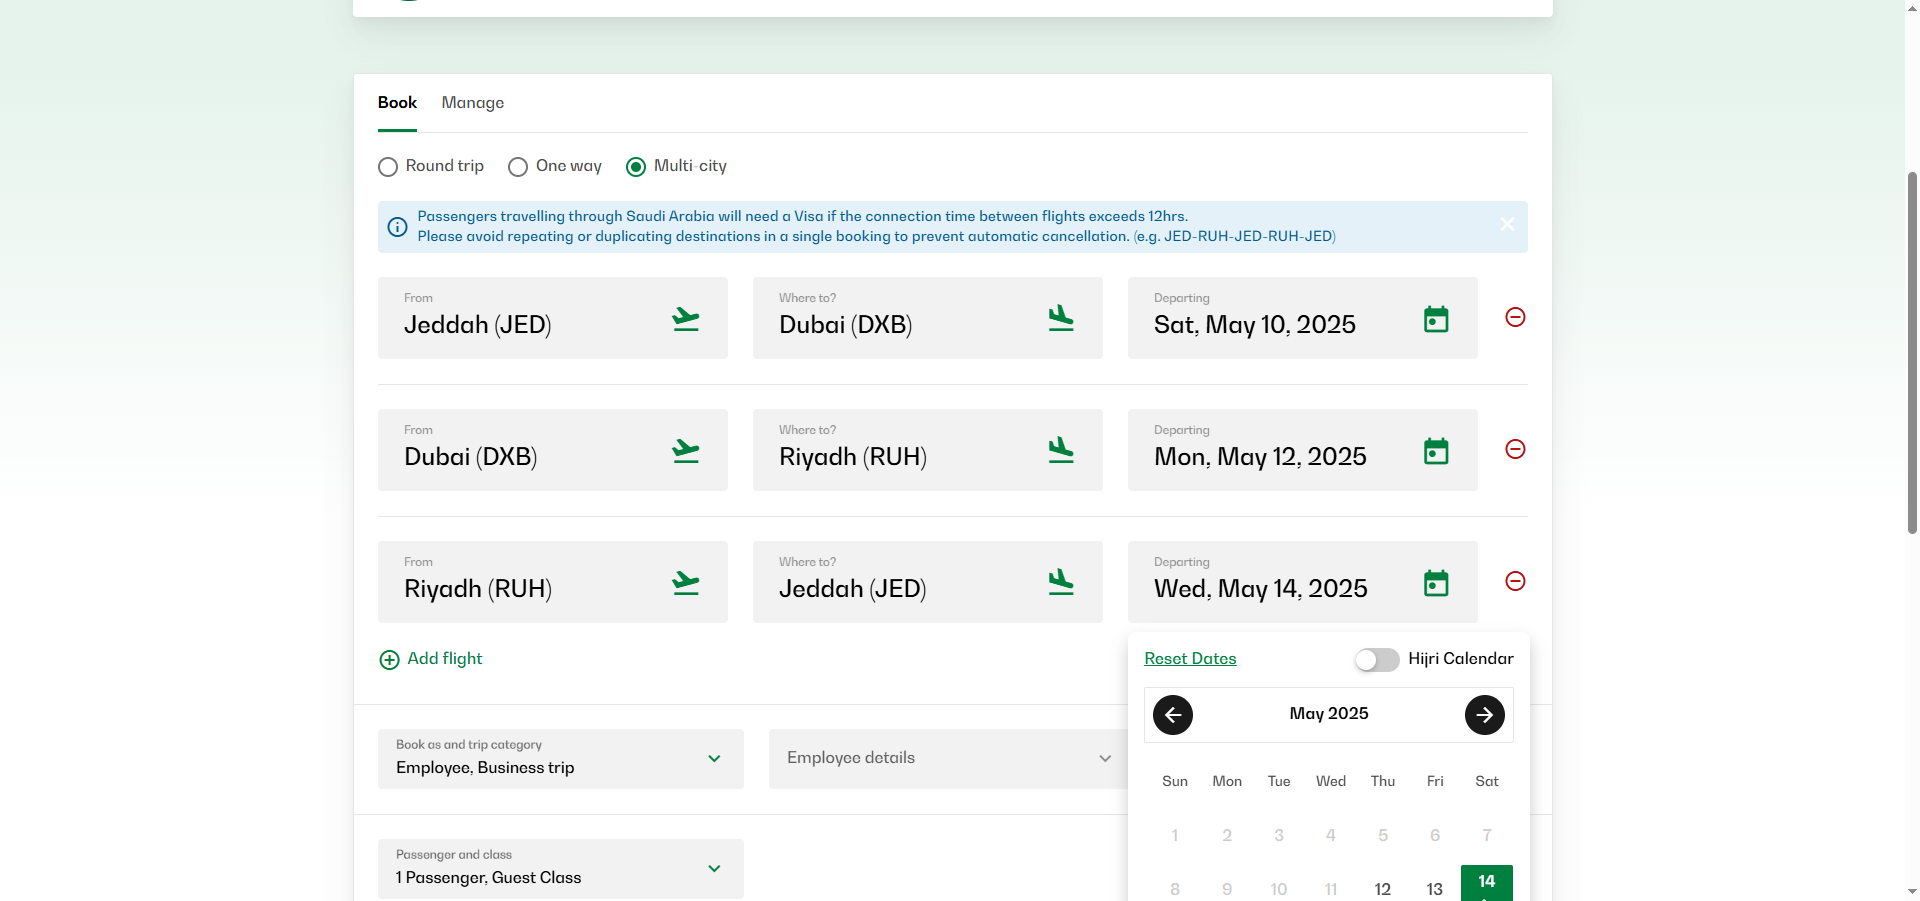 Book Manage
Round trip One way Multi-city
Passengers travelling through Saudi Arabia will need a Visa if the connection time between flights exceeds 12hrs.
Please avoid repeating or duplicating destinations in a single booking to prevent automatic cancellation. (e.g. JED-RUH-JED-RUH-JED)
From
Jeddah (JED)
Where to?
Dubai (DXB)
Departing
Sat, May 10, 2025
From
Dubai (DXB)
Where to?
Riyadh (RUH)
Departing
Mon, May 12, 2025
From
Riyadh (RUH)
Where to?
Jeddah (JED)
Departing
Wed, May 14, 2025
Add flight
Reset Dates Hijri Calendar
May 2025
Sun Mon Tue Wed Thu Fri Sat
1 2 3 4 5 6 7
8 9 10 11 12 13 14
Book as and trip category
Employee, Business trip
Employee details
Passenger and class
1 Passenger, Guest Class